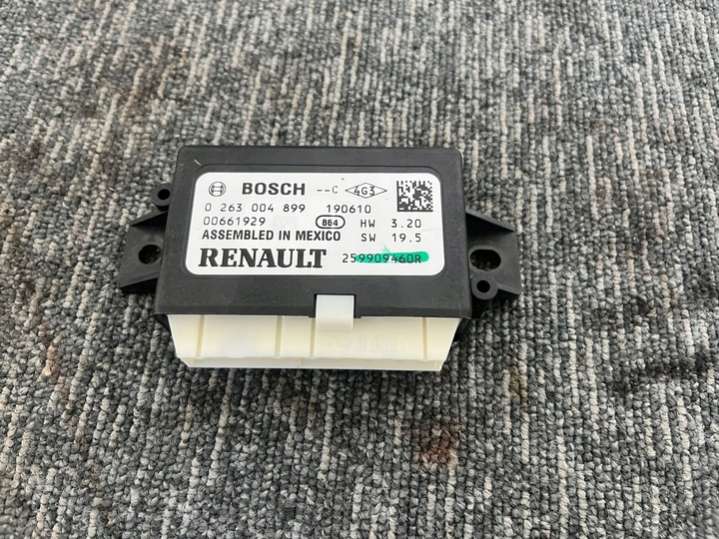 BOSCH --C 4G3
0 263 004 899 190610
00661929 864 HW 3.20
ASSEMBLED IN MEXICO SW 19.5
RENAULT 259909460R